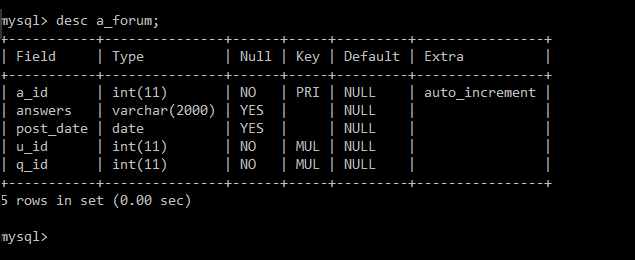 mysql> desc a_forum;
+-----------+---------------+------+-----+---------+----------------+
| Field     | Type          | Null | Key | Default | Extra          |
+-----------+---------------+------+-----+---------+----------------+
| a_id      | int(11)       | NO   | PRI | NULL    | auto_increment |
| answers   | varchar(2000) | YES  |     | NULL    |                |
| post_date | date          | YES  |     | NULL    |                |
| u_id      | int(11)       | NO   | MUL | NULL    |                |
| q_id      | int(11)       | NO   | MUL | NULL    |                |
+-----------+---------------+------+-----+---------+----------------+
5 rows in set (0.00 sec)
mysql>